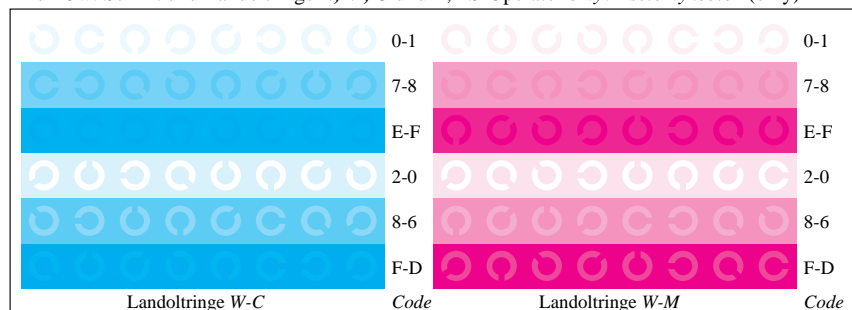 0-1 0-1
7-8 7-8
E-F E-F
2-0 2-0
8-6 8-6
F-D F-D
Landoltringe W-C Code Landoltringe W-M Code